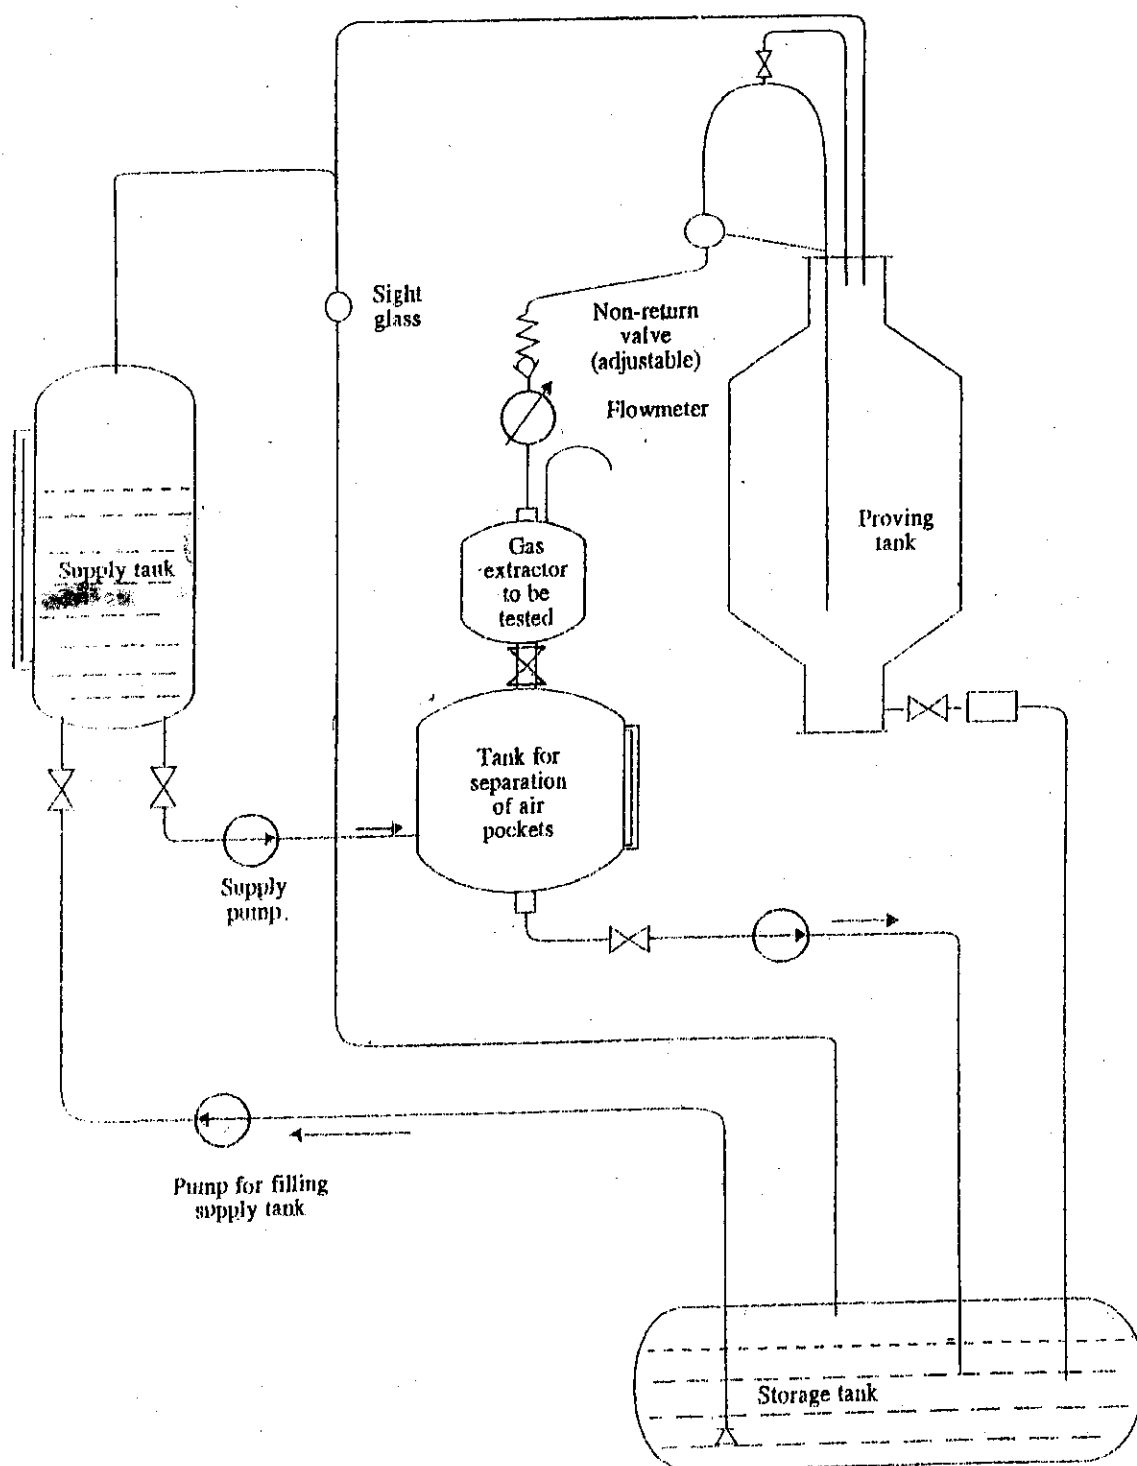 Sight
glass
Non-return
valve
(adjustable)
Flowmeter
Supply tank
Gas
extractor
to be
tested
Proving
tank
Tank for
separation
of air
pockets
Supply
pump.
Pump for filling
supply tank
Storage tank